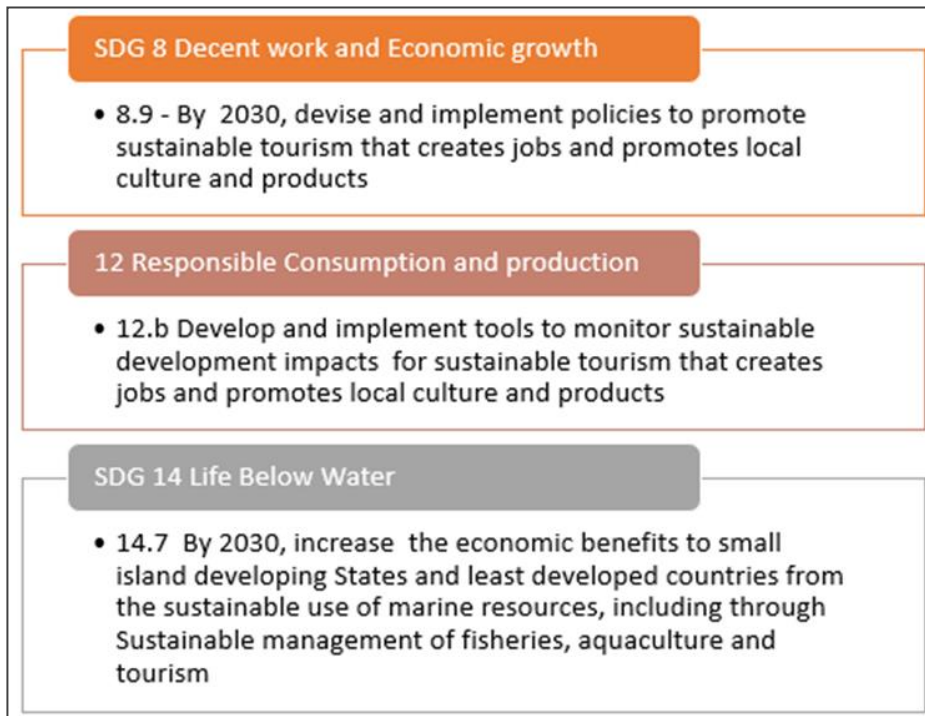 SDG 8 Decent work and Economic growth
• 8.9 - By 2030, devise and implement policies to promote
sustainable tourism that creates jobs and promotes local
culture and products
12 Responsible Consumption and production
• 12.b Develop and implement tools to monitor sustainable
development impacts for sustainable tourism that creates
jobs and promotes local culture and products
SDG 14 Life Below Water
• 14.7 By 2030, increase the economic benefits to small
island developing States and least developed countries from
the sustainable use of marine resources, including through
Sustainable management of fisheries, aquaculture and
tourism